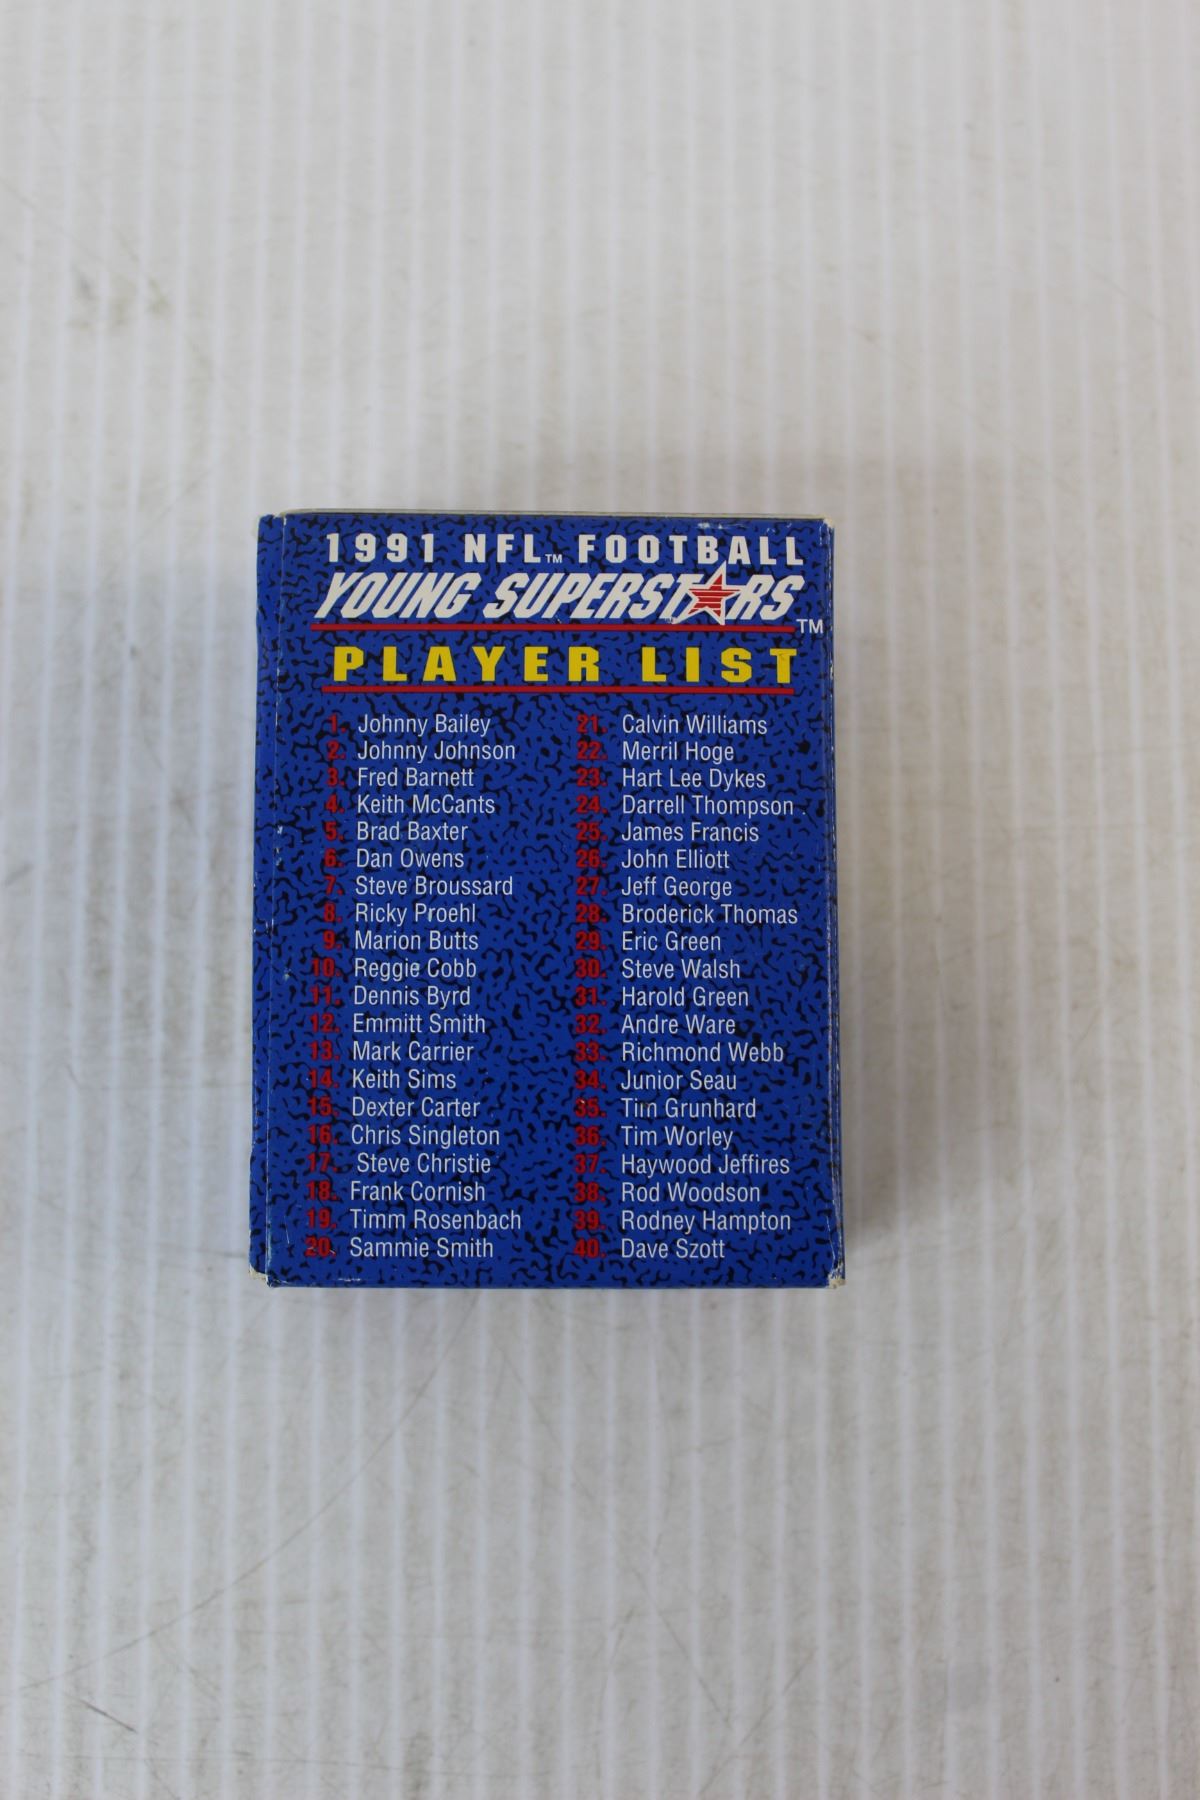 1991 NFL™ FOOTBALL
YOUNG SUPERSTARS™
PLAYER LIST
1. Johnny Bailey
2. Johnny Johnson
3. Fred Barnett
4. Keith McCants
5. Brad Baxter
6. Dan Owens
7. Steve Broussard
8. Ricky Proehl
9. Marion Butts
10. Reggie Cobb
11. Dennis Byrd
12. Emmitt Smith
13. Mark Carrier
14. Keith Sims
15. Dexter Carter
16. Chris Singleton
17. Steve Christie
18. Frank Cornish
19. Timm Rosenbach
20. Sammie Smith
21. Calvin Williams
22. Merril Hoge
23. Hart Lee Dykes
24. Darrell Thompson
25. James Francis
26. John Elliott
27. Jeff George
28. Broderick Thomas
29. Eric Green
30. Steve Walsh
31. Harold Green
32. Andre Ware
33. Richmond Webb
34. Junior Seau
35. Tim Grunhard
36. Tim Worley
37. Haywood Jeffires
38. Rod Woodson
39. Rodney Hampton
40. Dave Szott